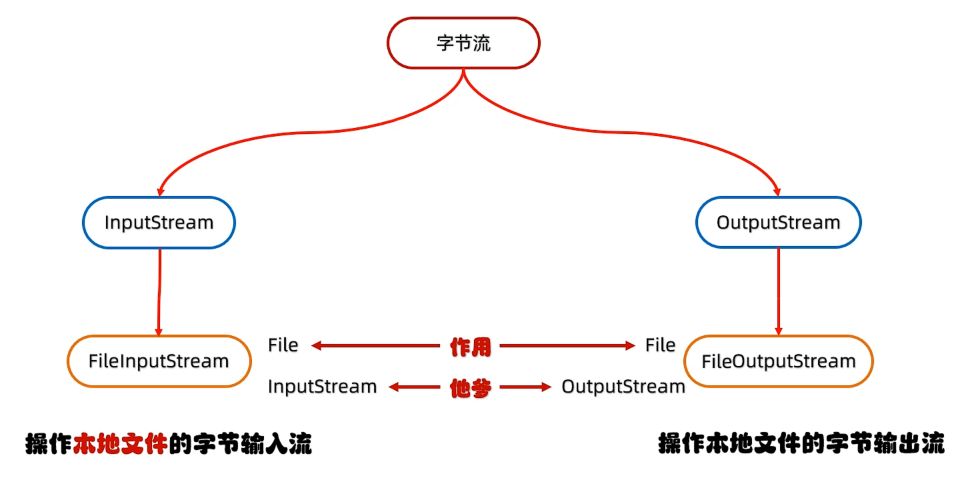 字节流
InputStream
OutputStream
FileInputStream
File
作用
File
FileOutputStream
InputStream
他爹
OutputStream
操作本地文件的字节输入流
操作本地文件的字节输出流